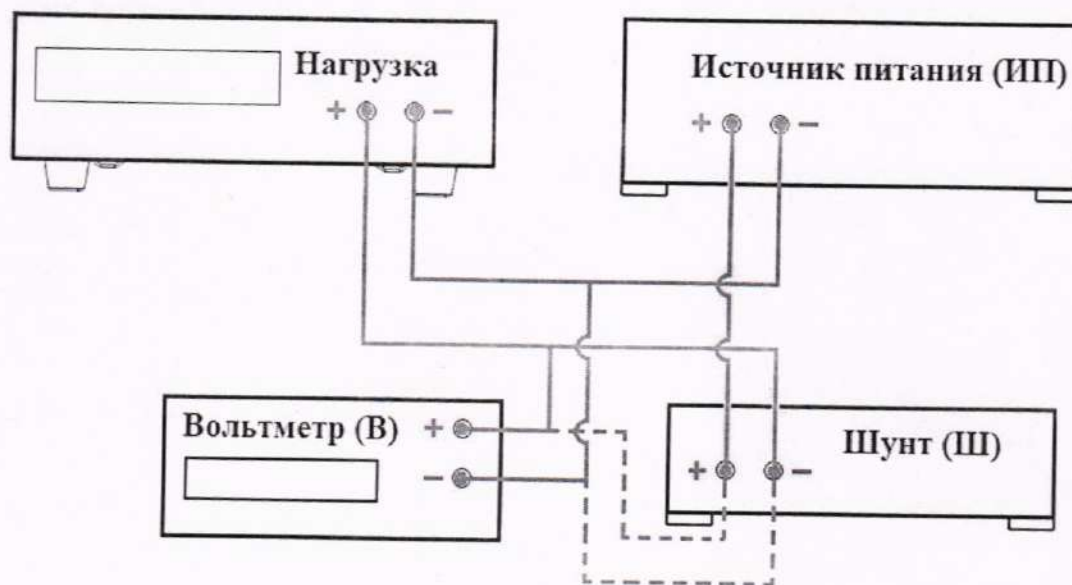 Нагрузка
+ −
Источник питания (ИП)
+ −
Вольтметр (В)
+
−
Шунт (Ш)
+ −